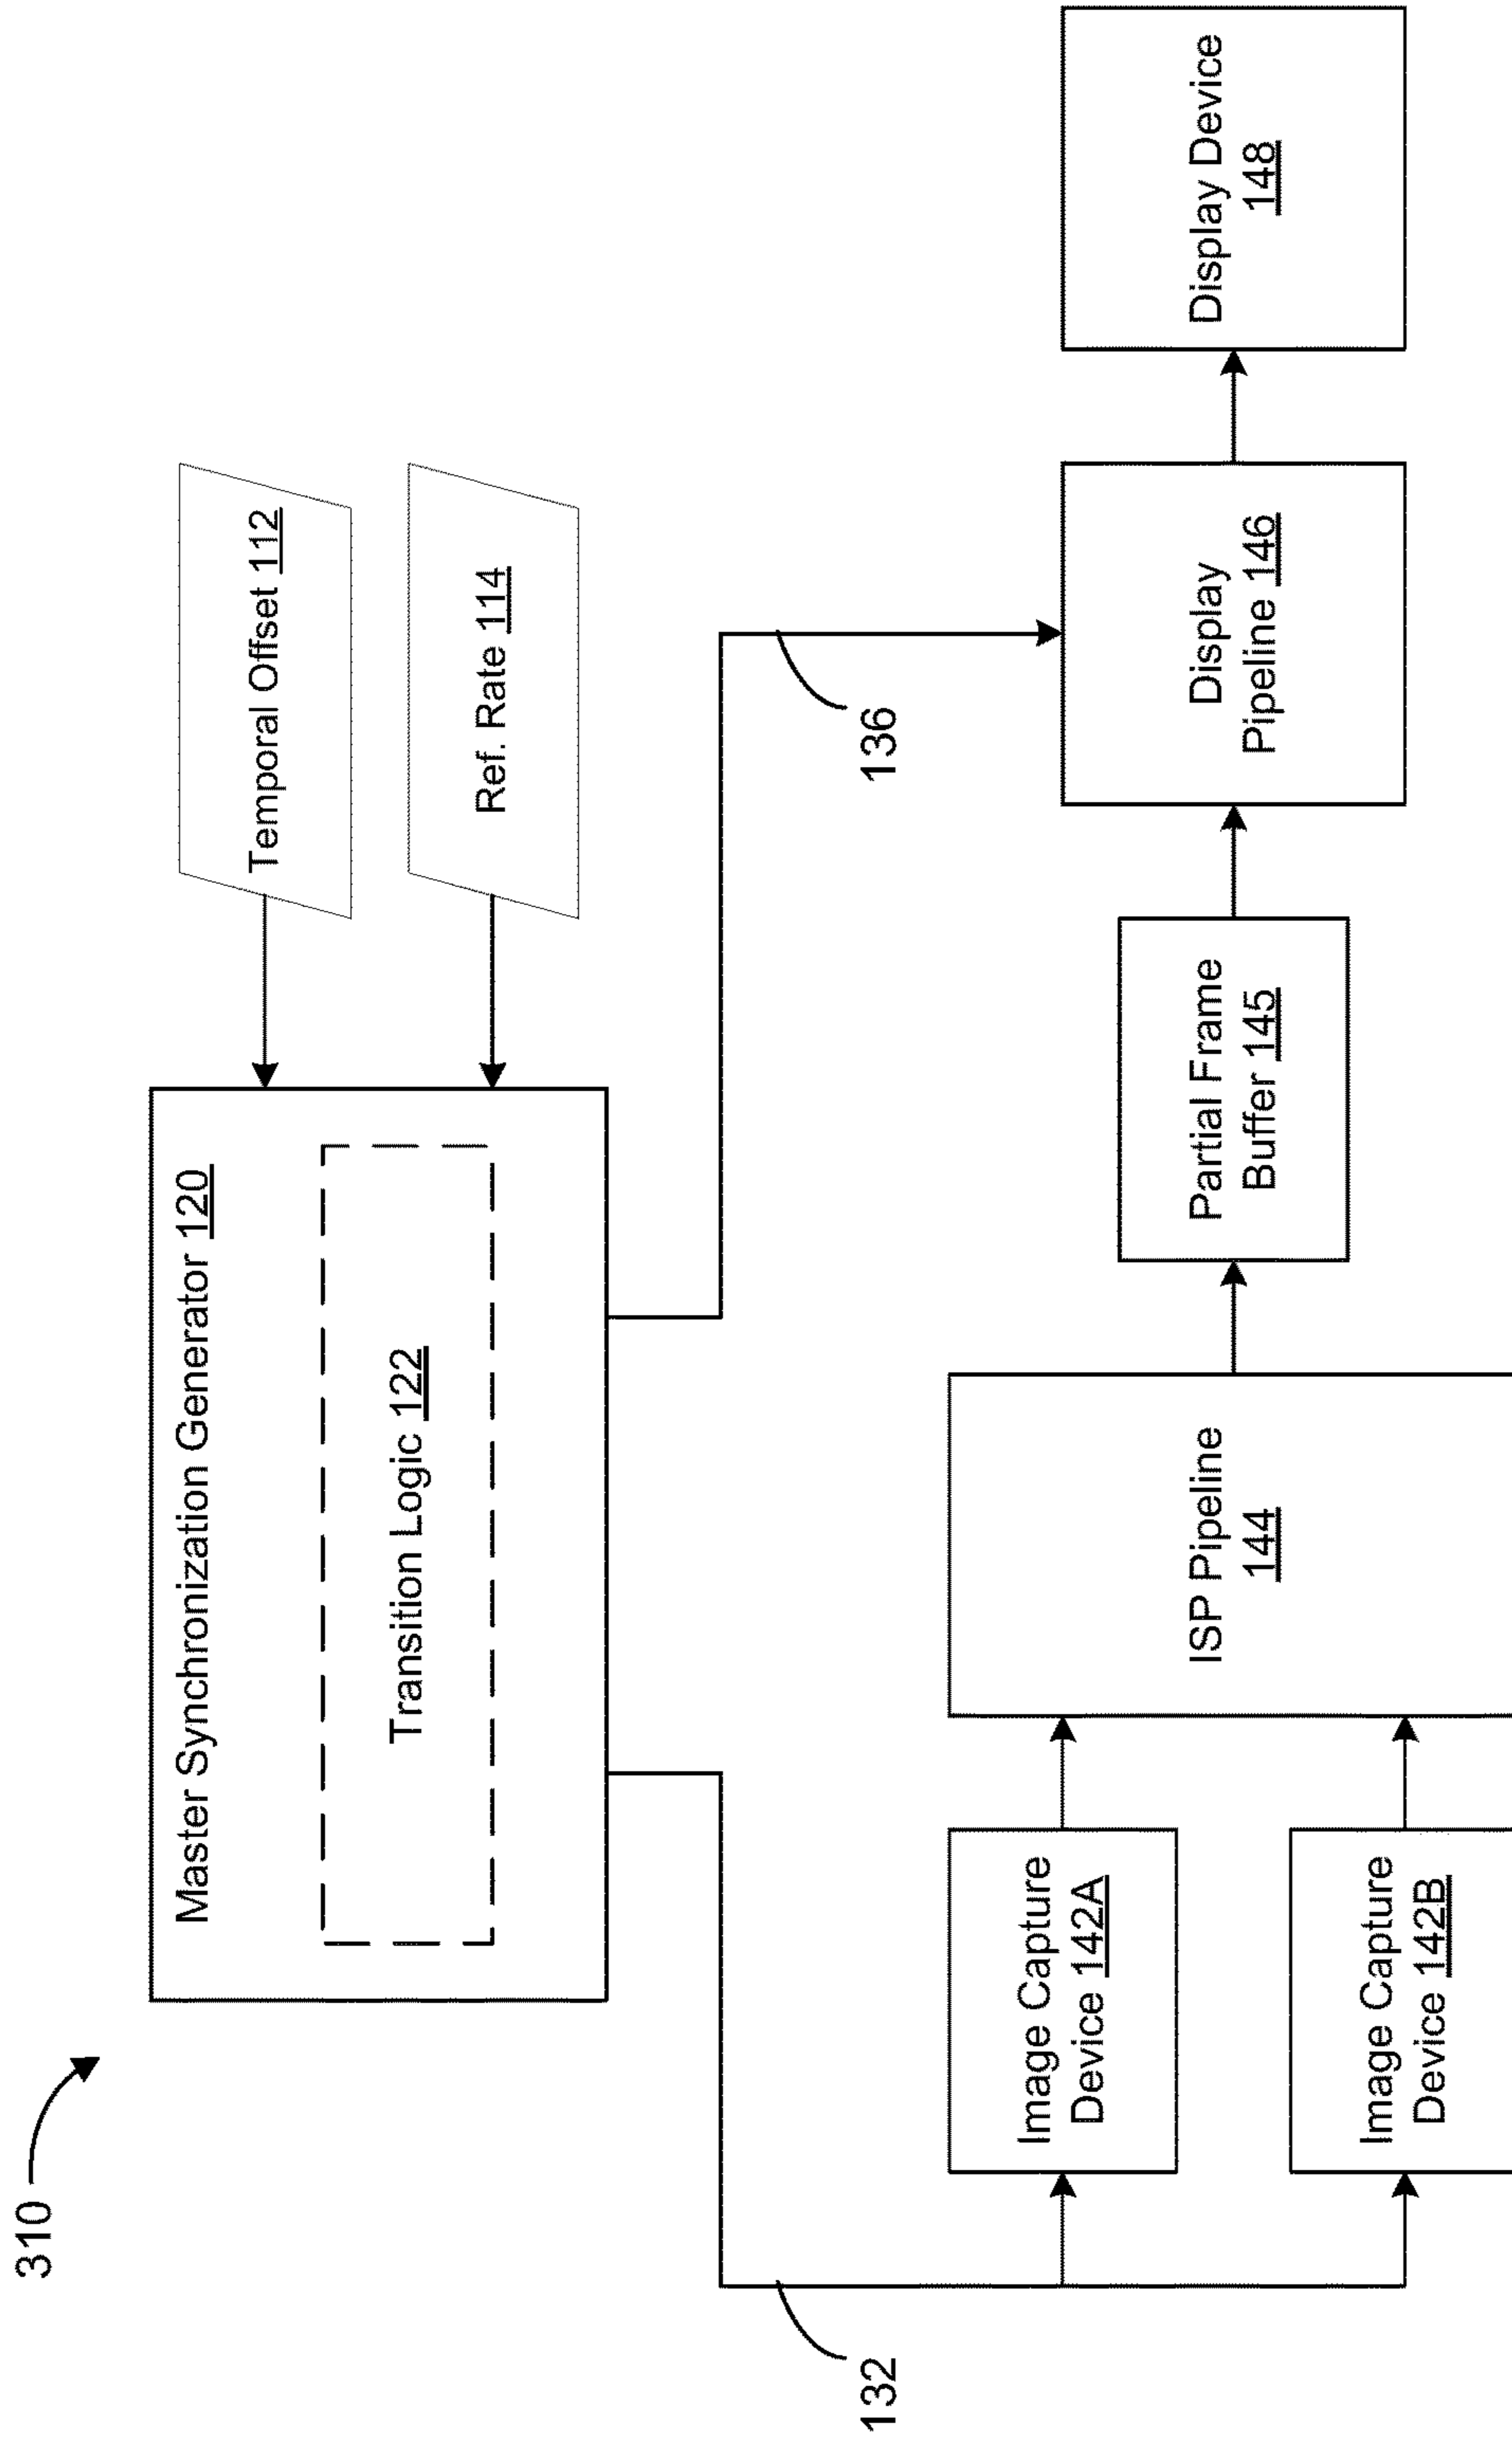 310
Master Synchronization Generator 120
Transition Logic 122
Temporal Offset 112
Ref. Rate 114
132
136
Image Capture
Device 142A
Image Capture
Device 142B
ISP Pipeline
144
Partial Frame
Buffer 145
Display
Pipeline 146
Display Device
148